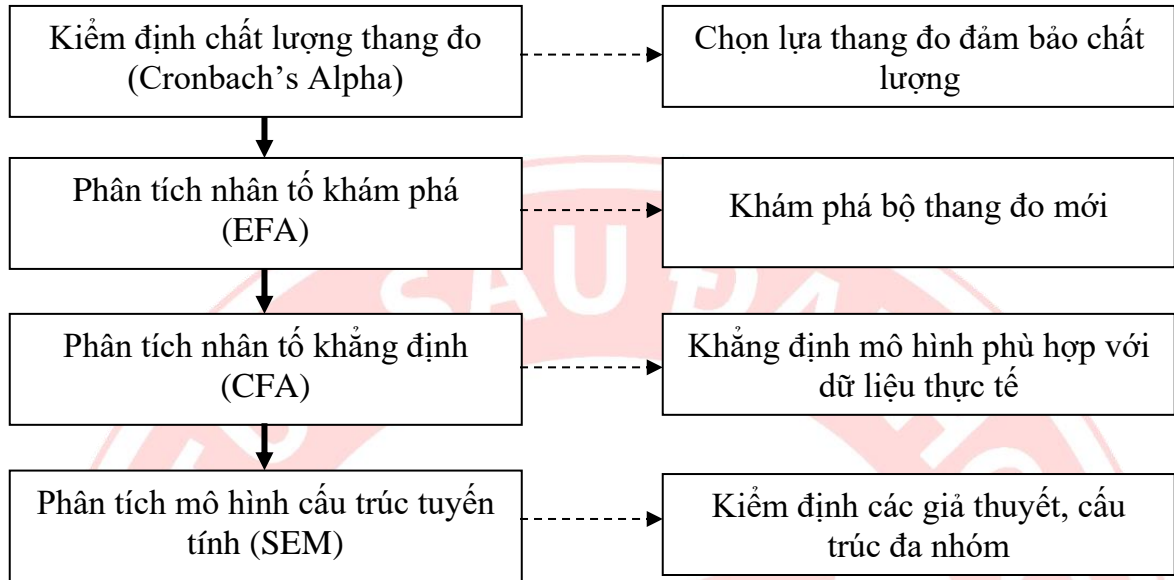 Kiểm định chất lượng thang đo
(Cronbach’s Alpha)
Chọn lựa thang đo đảm bảo chất
lượng
Phân tích nhân tố khám phá
(EFA)
Khám phá bộ thang đo mới
Phân tích nhân tố khẳng định
(CFA)
Khẳng định mô hình phù hợp với
dữ liệu thực tế
Phân tích mô hình cấu trúc tuyến
tính (SEM)
Kiểm định các giả thuyết, cấu
trúc đa nhóm
SAU ĐẠI HỌC